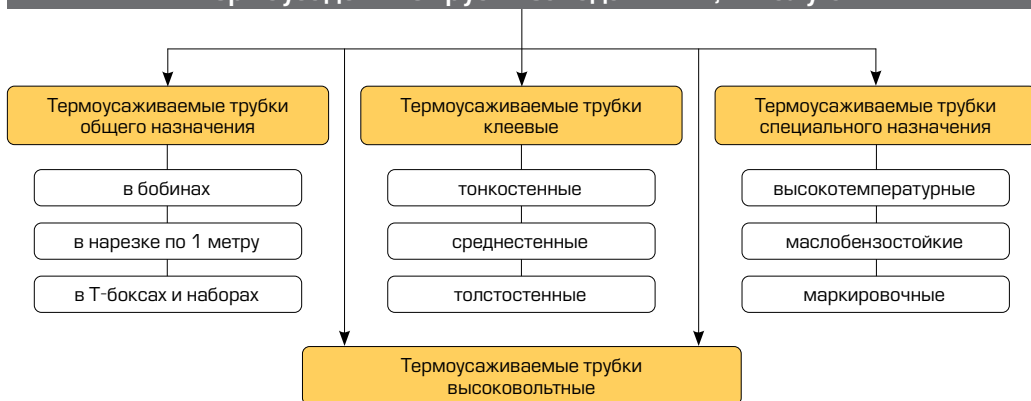 Термоусаживаемые трубки
общего назначения
Термоусаживаемые трубки
клеевые
Термоусаживаемые трубки
специального назначения
в бобинах
тонкостенные
высокотемпературные
в нарезке по 1 метру
среднестенные
маслобензостойкие
в Т-боксах и наборах
толстостенные
маркировочные
Термоусаживаемые трубки
высоковольтные